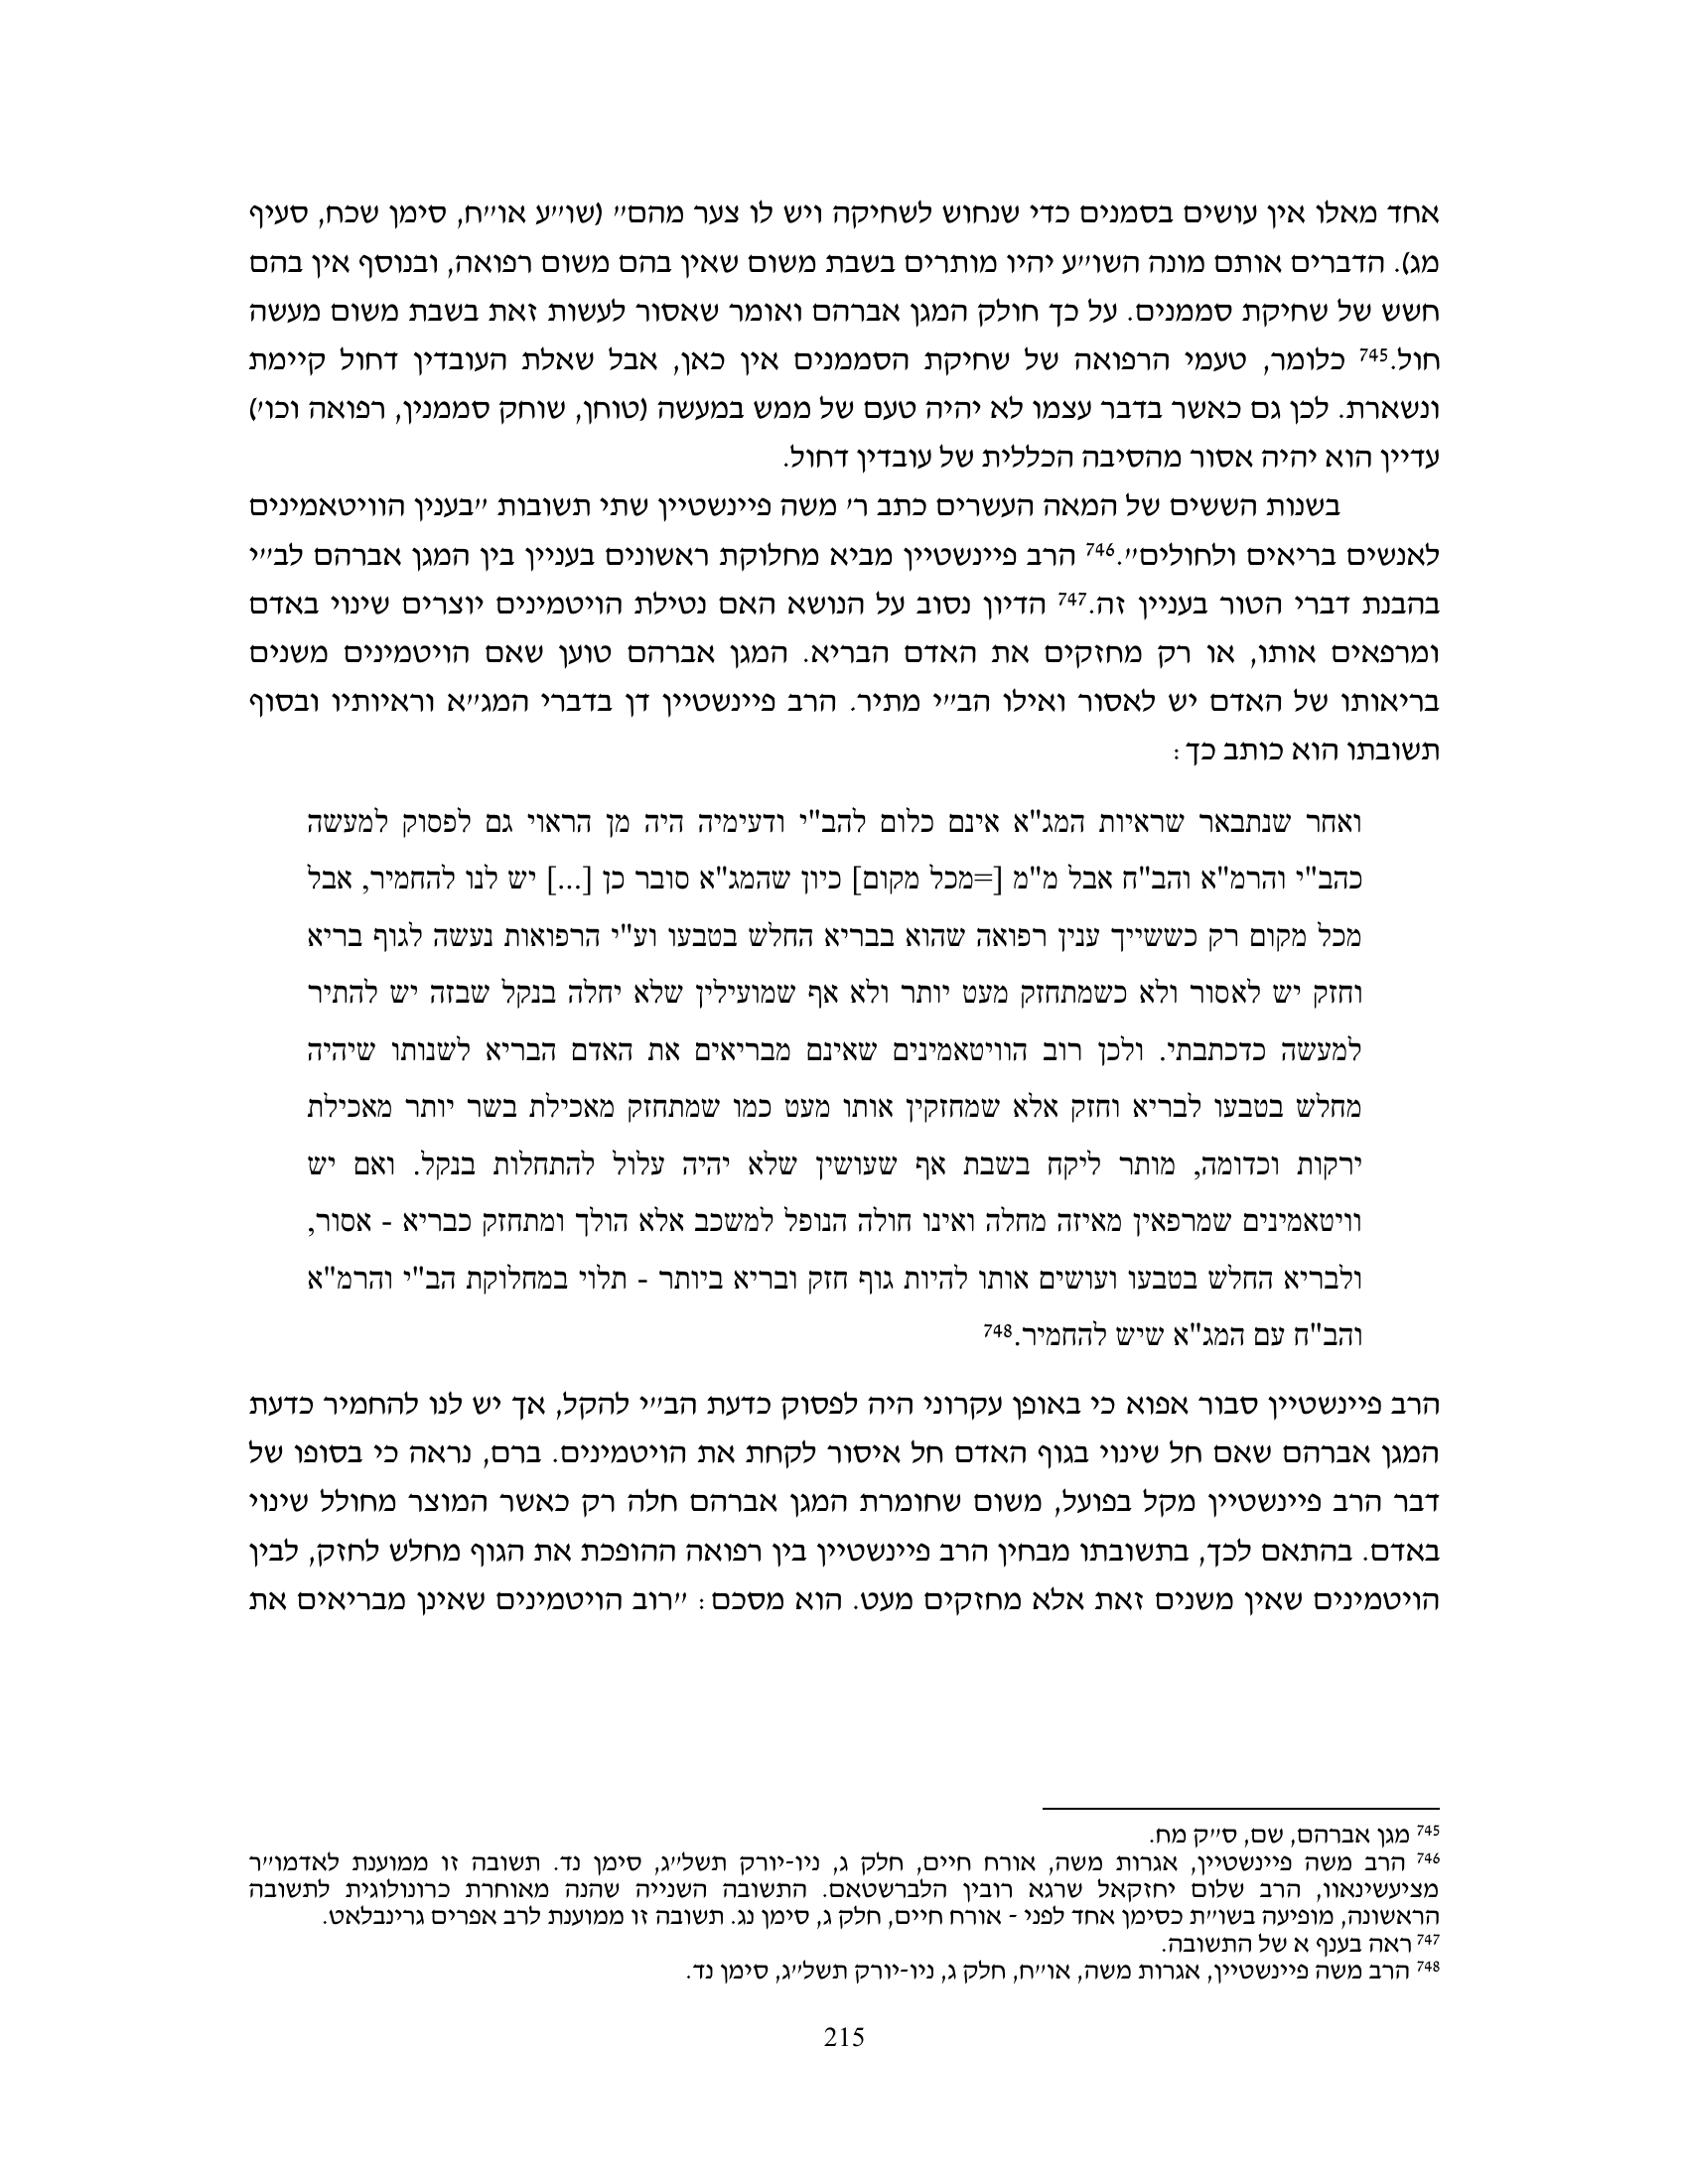 אחד מאלו אין עושים בסמנים כדי שנחוש לשחיקה ויש לו צער מהם״ (שו״ע או״ח, סימן שכח, סעיף
מג). הדברים אותם מונה השו״ע יהיו מותרים בשבת משום שאין בהם משום רפואה, ובנוסף אין בהם
חשש של שחיקת סממנים. על כך חולק המגן אברהם ואומר שאסור לעשות זאת בשבת משום מעשה
חול.745 כלומר, טעמי הרפואה של שחיקת הסממנים אין כאן, אבל שאלת העובדין דחול קיימת
ונשארת. לכן גם כאשר בדבר עצמו לא יהיה טעם של ממש במעשה (טוחן, שוחק סממנין, רפואה וכו׳)
עדיין הוא יהיה אסור מהסיבה הכללית של עובדין דחול.
בשנות הששים של המאה העשרים כתב ר׳ משה פיינשטיין שתי תשובות ״בענין הוויטאמינים
לאנשים בריאים ולחולים״.746 הרב פיינשטיין מביא מחלוקת ראשונים בעניין בין המגן אברהם לב״י
בהבנת דברי הטור בעניין זה.747 הדיון נסוב על הנושא האם נטילת הויטמינים יוצרים שינוי באדם
ומרפאים אותו, או רק מחזקים את האדם הבריא. המגן אברהם טוען שאם הויטמינים משנים
בריאותו של האדם יש לאסור ואילו הב״י מתיר. הרב פיינשטיין דן בדברי המג״א וראיותיו ובסוף
תשובתו הוא כותב כך:
ואחר שנתבאר שראיות המג"א אינם כלום להב"י ודעימיה היה מן הראוי גם לפסוק למעשה
כהב"י והרמ"א והב"ח אבל מ"מ [=מכל מקום] כיון שהמג"א סובר כן [...] יש לנו להחמיר, אבל
מכל מקום רק כששייך ענין רפואה שהוא בבריא החלש בטבעו וע"י הרפואות נעשה לגוף בריא
וחזק יש לאסור ולא כשמתחזק מעט יותר ולא אף שמועילין שלא יחלה בנקל שבזה יש להתיר
למעשה כדכתבתי. ולכן רוב הוויטאמינים שאינם מבריאים את האדם הבריא לשנותו שיהיה
מחלש בטבעו לבריא וחזק אלא שמחזקין אותו מעט כמו שמתחזק מאכילת בשר יותר מאכילת
ירקות וכדומה, מותר ליקח בשבת אף שעושין שלא יהיה עלול להתחלות בנקל. ואם יש
וויטאמינים שמרפאין מאיזה מחלה ואינו חולה הנופל למשכב אלא הולך ומתחזק כבריא - אסור,
ולבריא החלש בטבעו ועושים אותו להיות גוף חזק ובריא ביותר - תלוי במחלוקת הב"י והרמ"א
והב"ח עם המג"א שיש להחמיר.748
הרב פיינשטיין סבור אפוא כי באופן עקרוני היה לפסוק כדעת הב״י להקל, אך יש לנו להחמיר כדעת
המגן אברהם שאם חל שינוי בגוף האדם חל איסור לקחת את הויטמינים. ברם, נראה כי בסופו של
דבר הרב פיינשטיין מקל בפועל, משום שחומרת המגן אברהם חלה רק כאשר המוצר מחולל שינוי
באדם. בהתאם לכך, בתשובתו מבחין הרב פיינשטיין בין רפואה ההופכת את הגוף מחלש לחזק, לבין
הויטמינים שאין משנים זאת אלא מחזקים מעט. הוא מסכם: ״רוב הויטמינים שאינן מבריאים את
745 מגן אברהם, שם, ס״ק מח.
746 הרב משה פיינשטיין, אגרות משה, אורח חיים, חלק ג, ניו-יורק תשל״ג, סימן נד. תשובה זו ממוענת לאדמו״ר
מציעשינאוו, הרב שלום יחזקאל שרגא רובין הלברשטאם. התשובה השנייה שהנה מאוחרת כרונולוגית לתשובה
הראשונה, מופיעה בשו״ת כסימן אחד לפני - אורח חיים, חלק ג, סימן נג. תשובה זו ממוענת לרב אפרים גרינבלאט.
747 ראה בענף א של התשובה.
748 הרב משה פיינשטיין, אגרות משה, או״ח, חלק ג, ניו-יורק תשל״ג, סימן נד.
215